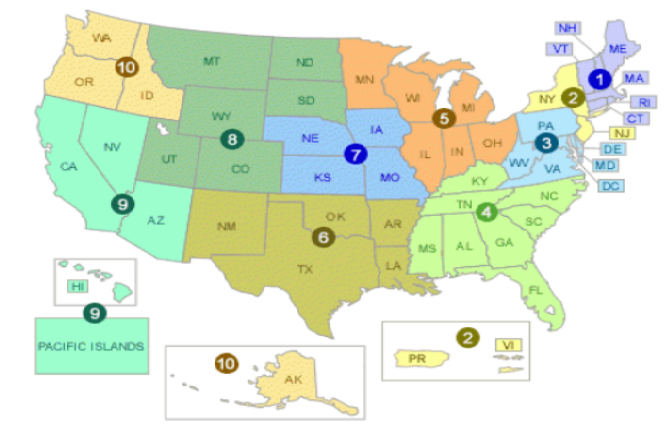 NH
VT
ME
WA
MT
ND
10
1
MA
OR
ID
MN
WI
MI
NY
2
RI
CT
SD
WY
5
NJ
IA
PA
NE
8
3
DE
NV
UT
CO
7
IL
IN
OH
WV
MD
CA
KS
MO
VA
DC
KY
NC
9
TN
4
AZ
NM
OK
AR
SC
6
MS
AL
GA
TX
LA
HI
FL
9
PACIFIC ISLANDS
10
2
VI
PR
AK